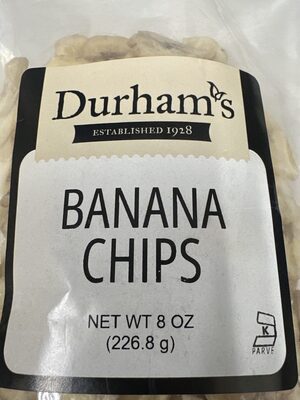 Durham's
ESTABLISHED 1928
BANANA
CHIPS
NET WT 8 OZ
(226.8 g)
K
PARVE